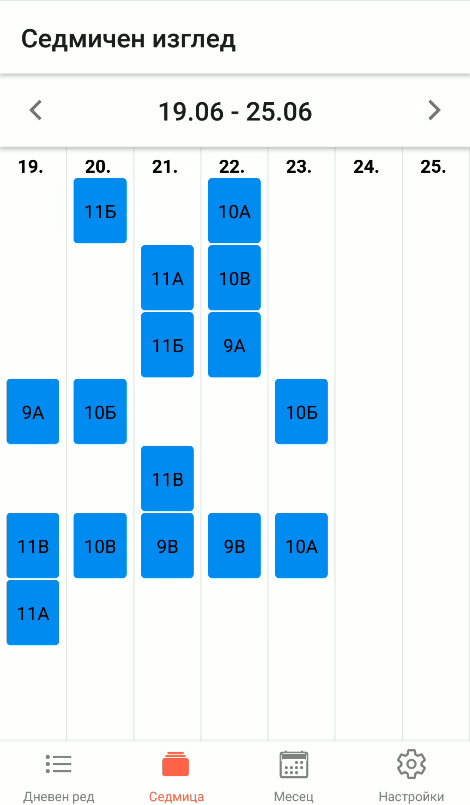 Седмичен изглед
19.06 - 25.06
19. 20. 21. 22. 23. 24. 25.
11Б 10А
11А 10В
11Б 9А
9А 10Б 10Б
11В
11В 10В 9В 9В 10А
11А
Дневен ред Седмица Месец Настройки